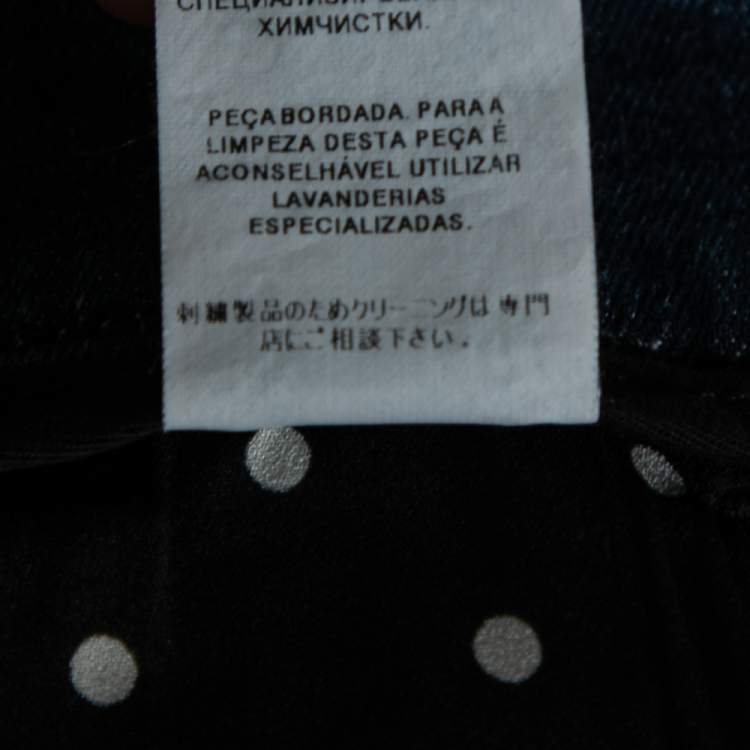 ХИМЧИСТКИ.
PEÇA BORDADA. PARA A
LIMPEZA DESTA PEÇA É
ACONSELHÁVEL UTILIZAR
LAVANDERIAS
ESPECIALIZADAS.
刺繍製品のためクリーニングは専門
店にご相談下さい。